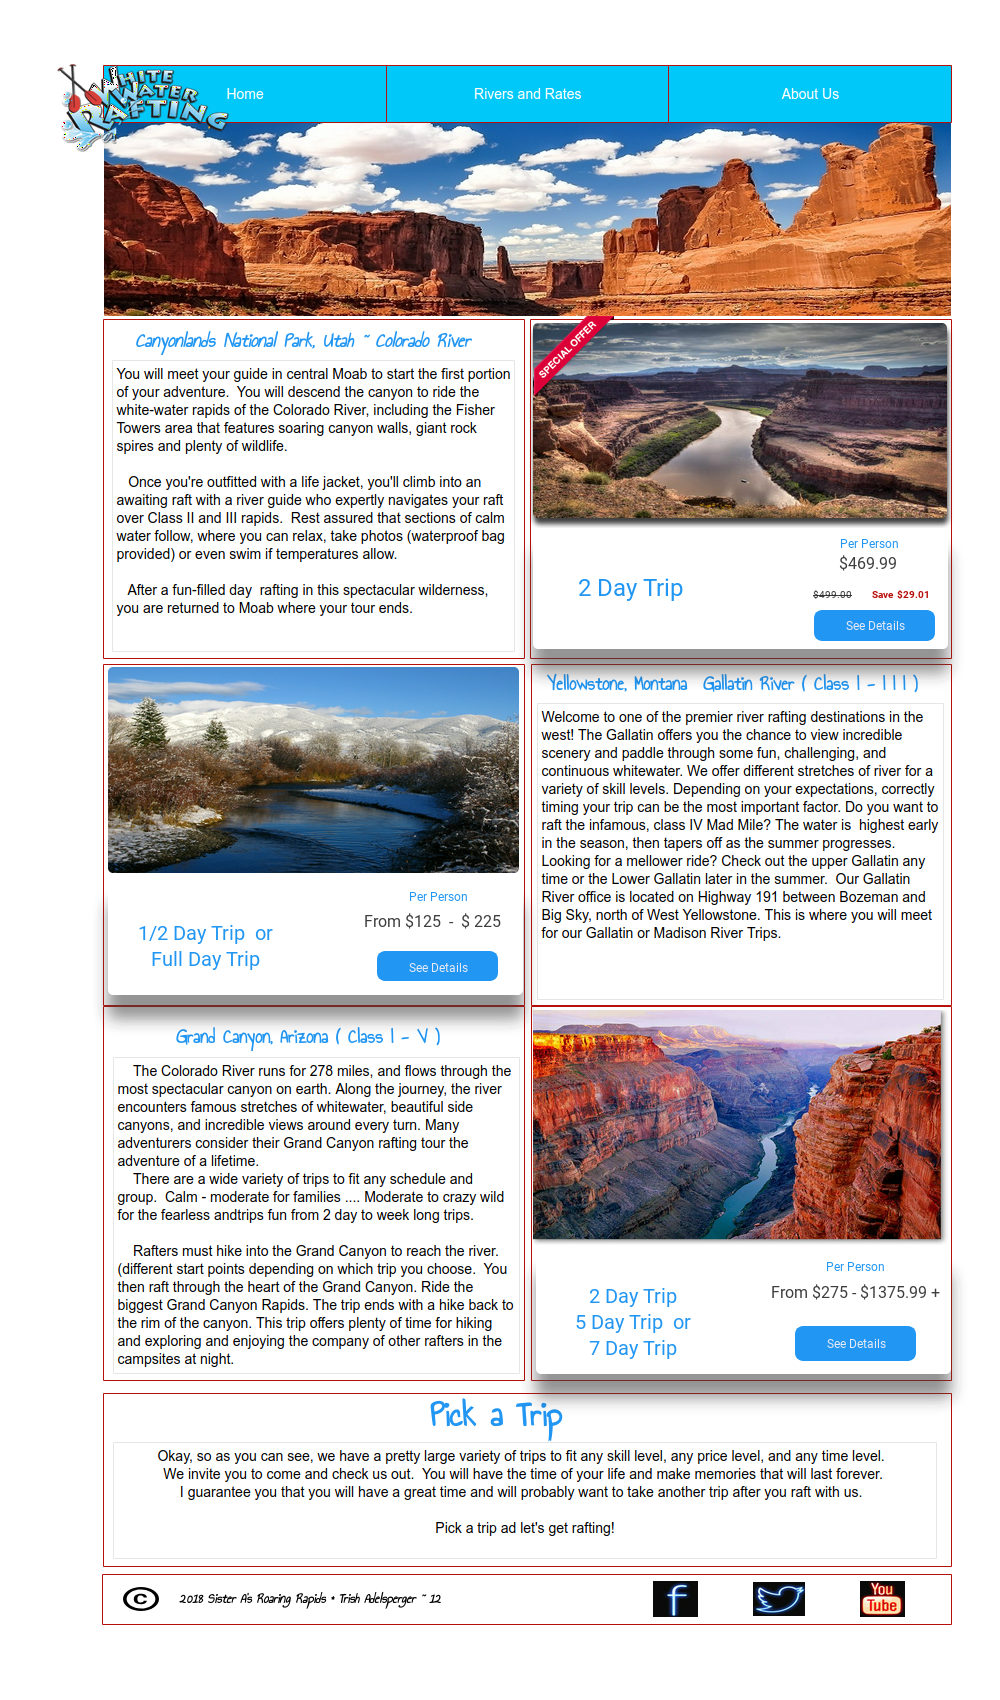 WHITE
WATER
RAFTING
Home
Rivers and Rates
About Us
Canyonlands National Park, Utah ~ Colorado River
You will meet your guide in central Moab to start the first portion
of your adventure.  You will descend the canyon to ride the
white-water rapids of the Colorado River, including the Fisher
Towers area that features soaring canyon walls, giant rock
spires and plenty of wildlife.
Once you're outfitted with a life jacket, you'll climb into an
awaiting raft with a river guide who expertly navigates your raft
over Class II and III rapids.  Rest assured that sections of calm
water follow, where you can relax, take photos (waterproof bag
provided) or even swim if temperatures allow.
After a fun-filled day  rafting in this spectacular wilderness,
you are returned to Moab where your tour ends.
SPECIAL OFFER
2 Day Trip
Per Person
$469.99
$499.00 Save $29.01
See Details
1/2 Day Trip  or
Full Day Trip
Per Person
From $125  -  $ 225
See Details
Yellowstone, Montana  Gallatin River ( Class I - I I I )
Welcome to one of the premier river rafting destinations in the
west! The Gallatin offers you the chance to view incredible
scenery and paddle through some fun, challenging, and
continuous whitewater. We offer different stretches of river for a
variety of skill levels. Depending on your expectations, correctly
timing your trip can be the most important factor. Do you want to
raft the infamous, class IV Mad Mile? The water is  highest early
in the season, then tapers off as the summer progresses.
Looking for a mellower ride? Check out the upper Gallatin any
time or the Lower Gallatin later in the summer.  Our Gallatin
River office is located on Highway 191 between Bozeman and
Big Sky, north of West Yellowstone. This is where you will meet
for our Gallatin or Madison River Trips.
Grand Canyon, Arizona ( Class I - V )
The Colorado River runs for 278 miles, and flows through the
most spectacular canyon on earth. Along the journey, the river
encounters famous stretches of whitewater, beautiful side
canyons, and incredible views around every turn. Many
adventurers consider their Grand Canyon rafting tour the
adventure of a lifetime.
There are a wide variety of trips to fit any schedule and
group.  Calm - moderate for families .... Moderate to crazy wild
for the fearless andtrips fun from 2 day to week long trips.
Rafters must hike into the Grand Canyon to reach the river.
(different start points depending on which trip you choose.  You
then raft through the heart of the Grand Canyon. Ride the
biggest Grand Canyon Rapids. The trip ends with a hike back to
the rim of the canyon. This trip offers plenty of time for hiking
and exploring and enjoying the company of other rafters in the
campsites at night.
2 Day Trip
5 Day Trip  or
7 Day Trip
Per Person
From $275 - $1375.99 +
See Details
Pick a Trip
Okay, so as you can see, we have a pretty large variety of trips to fit any skill level, any price level, and any time level.
We invite you to come and check us out.  You will have the time of your life and make memories that will last forever.
I guarantee you that you will have a great time and will probably want to take another trip after you raft with us.
Pick a trip ad let's get rafting!
© 2018 Sister A's Roaring Rapids * Trish Adelsperger ~ 12
f
You
Tube